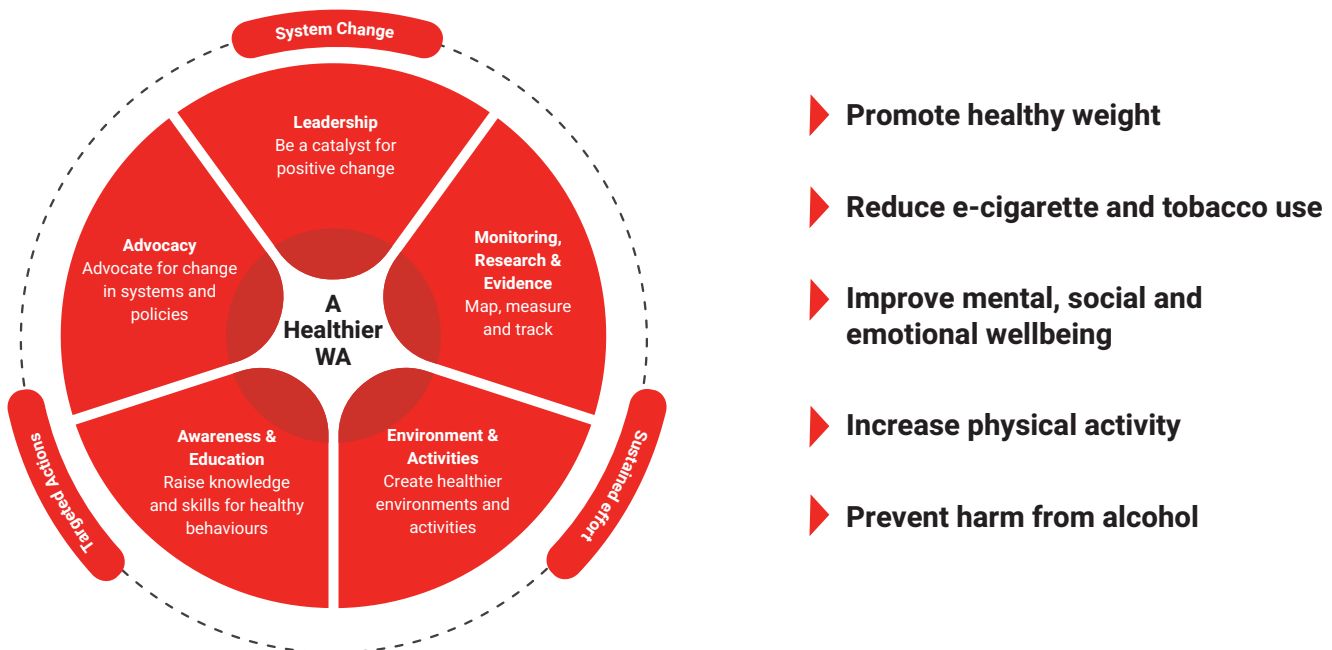 System Change
Leadership
Be a catalyst for
positive change
Monitoring,
Research &
Evidence
Map, measure
and track
Advocacy
Advocate for change
in systems and
policies
A
Healthier
WA
Awareness &
Education
Raise knowledge
and skills for healthy
behaviours
Environment &
Activities
Create healthier
environments and
activities
Targeted Actions
Sustained effort
Promote healthy weight
Reduce e-cigarette and tobacco use
Improve mental, social and
emotional wellbeing
Increase physical activity
Prevent harm from alcohol